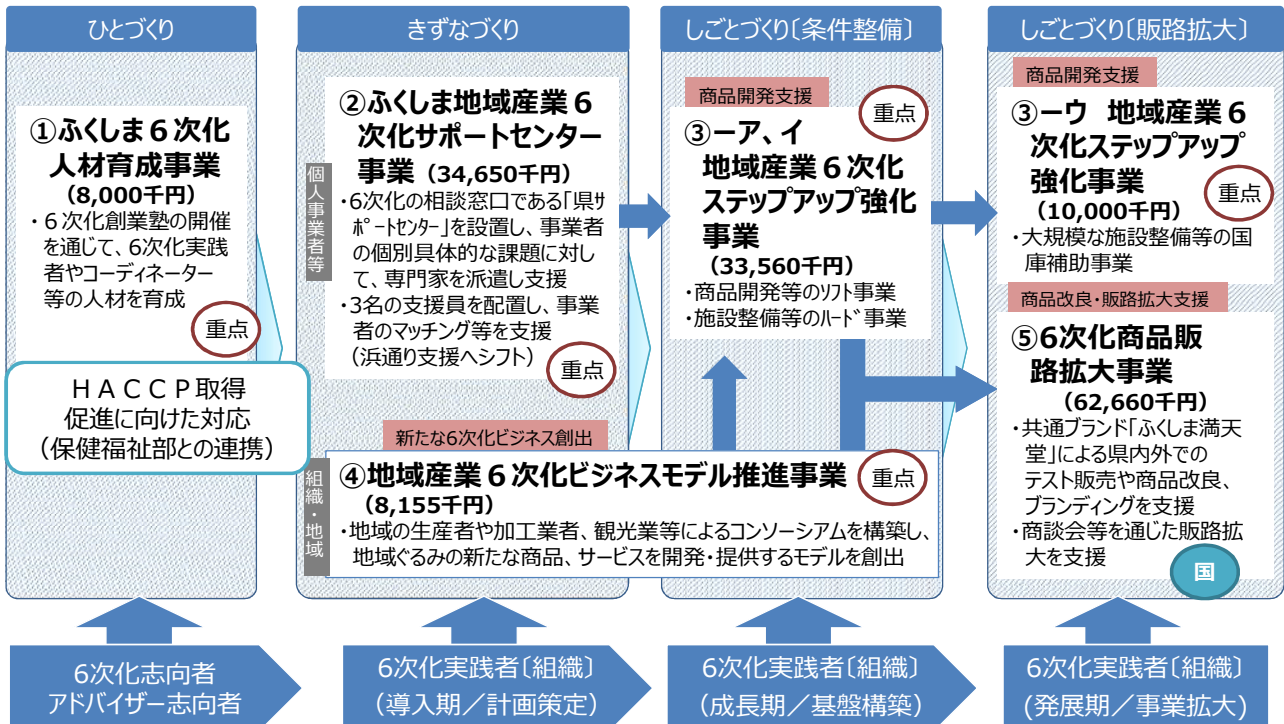 ひとづくり
①ふくしま６次化
人材育成事業
（8,000千円）
・６次化創業塾の開催
を通じて、6次化実践
者やコーディネーター
等の人材を育成
重点
ＨＡＣＣＰ取得
促進に向けた対応
（保健福祉部との連携）
きずなづくり
個人事業者等
②ふくしま地域産業６
次化サポートセンター
事業（34,650千円）
・6次化の相談窓口である「県ｻ
ﾎﾟｰﾄｾﾝﾀｰ」を設置し、事業者
の個別具体的な課題に対し
て、専門家を派遣し支援
・3名の支援員を配置し、事業
者のマッチング等を支援
（浜通り支援へシフト）
重点
新たな6次化ビジネス創出
組織・地域
④地域産業６次化ビジネスモデル推進事業
重点
（8,155千円）
・地域の生産者や加工業者、観光業等によるコンソーシアムを構築し、
地域ぐるみの新たな商品、サービスを開発・提供するモデルを創出
しごとづくり〔条件整備〕
商品開発支援
重点
③ーア、イ
地域産業６次化
ステップアップ強化
事業
（33,560千円）
・商品開発等のｿﾌﾄ事業
・施設整備等のﾊｰﾄﾞ事業
しごとづくり〔販路拡大〕
商品開発支援
③ーウ 地域産業６
次化ステップアップ
強化事業
重点
（10,000千円）
・大規模な施設整備等の国
庫補助事業
商品改良・販路拡大支援
⑤6次化商品販
路拡大事業
（62,660千円）
・共通ブランド「ふくしま満天
堂」による県内外での
テスト販売や商品改良、
ブランディングを支援
・商談会等を通じた販路拡
大を支援
国
6次化志向者
アドバイザー志向者
6次化実践者〔組織〕
（導入期／計画策定）
6次化実践者〔組織〕
（成長期／基盤構築）
6次化実践者〔組織〕
（発展期／事業拡大）